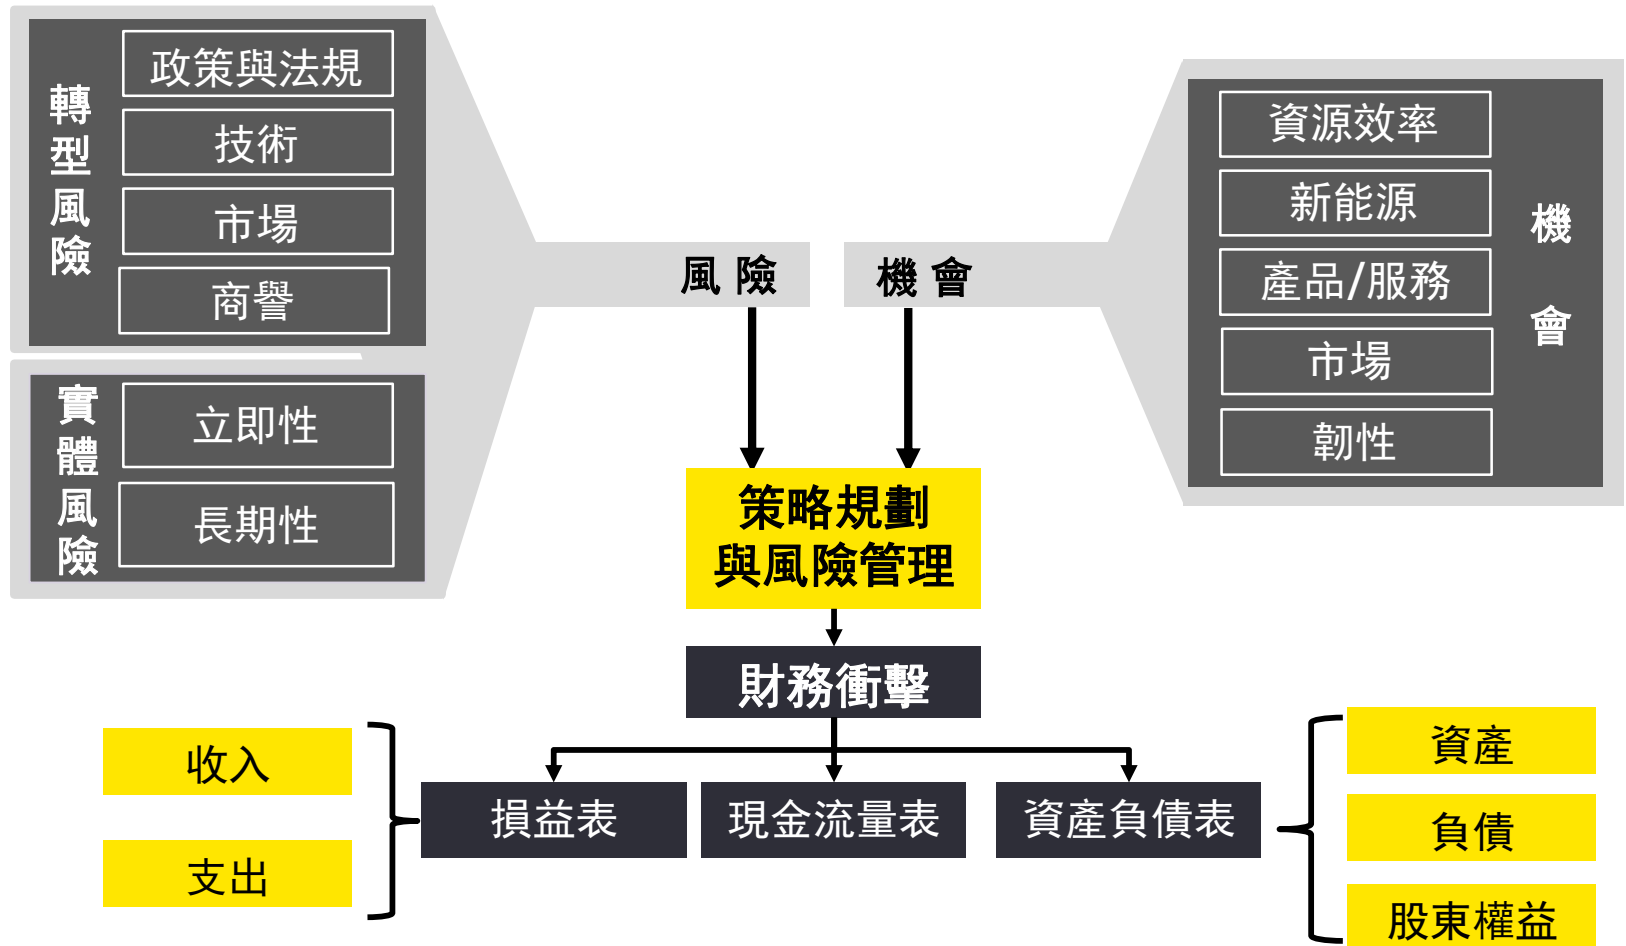 轉型風險
政策與法規
技術
市場
商譽
實體風險
立即性
長期性
風 險
機 會
資源效率
新能源
產品/服務
市場
韌性
機會
策略規劃
與風險管理
財務衝擊
損益表
現金流量表
資產負債表
收入
支出
資產
負債
股東權益